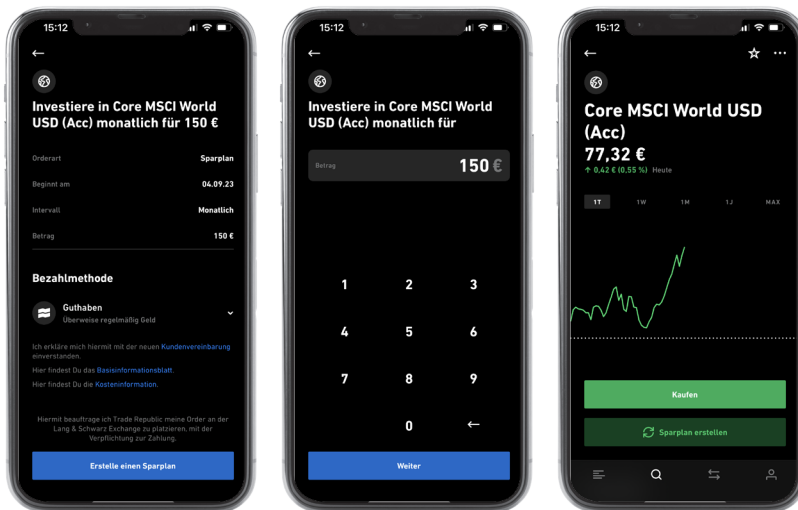 15:12
Investiere in Core MSCI World
USD (Acc) monatlich für 150 €
Orderart Sparplan
Beginnt am 04.09.23
Intervall Monatlich
Betrag 150 €
Bezahlmethode
Guthaben
Überweise regelmäßig Geld
Ich erkläre mich hiermit mit der neuen Kundenvereinbarung
einverstanden.
Hier findest Du das Basisinformationsblatt.
Hier findest Du die Kosteninformation.
Hiermit beauftrage ich Trade Republic meine Order an der
Lang & Schwarz Exchange zu platzieren, mit der
Verpflichtung zur Zahlung.
Erstelle einen Sparplan
15:12
Investiere in Core MSCI World
USD (Acc) monatlich für
Betrag 150 €
1 2 3
4 5 6
7 8 9
0 ←
Weiter
15:12
Core MSCI World USD
(Acc)
77,32 €
↑ 0,42 € (0,55 %) Heute
1T 1W 1M 1J MAX
Kaufen
Sparplan erstellen